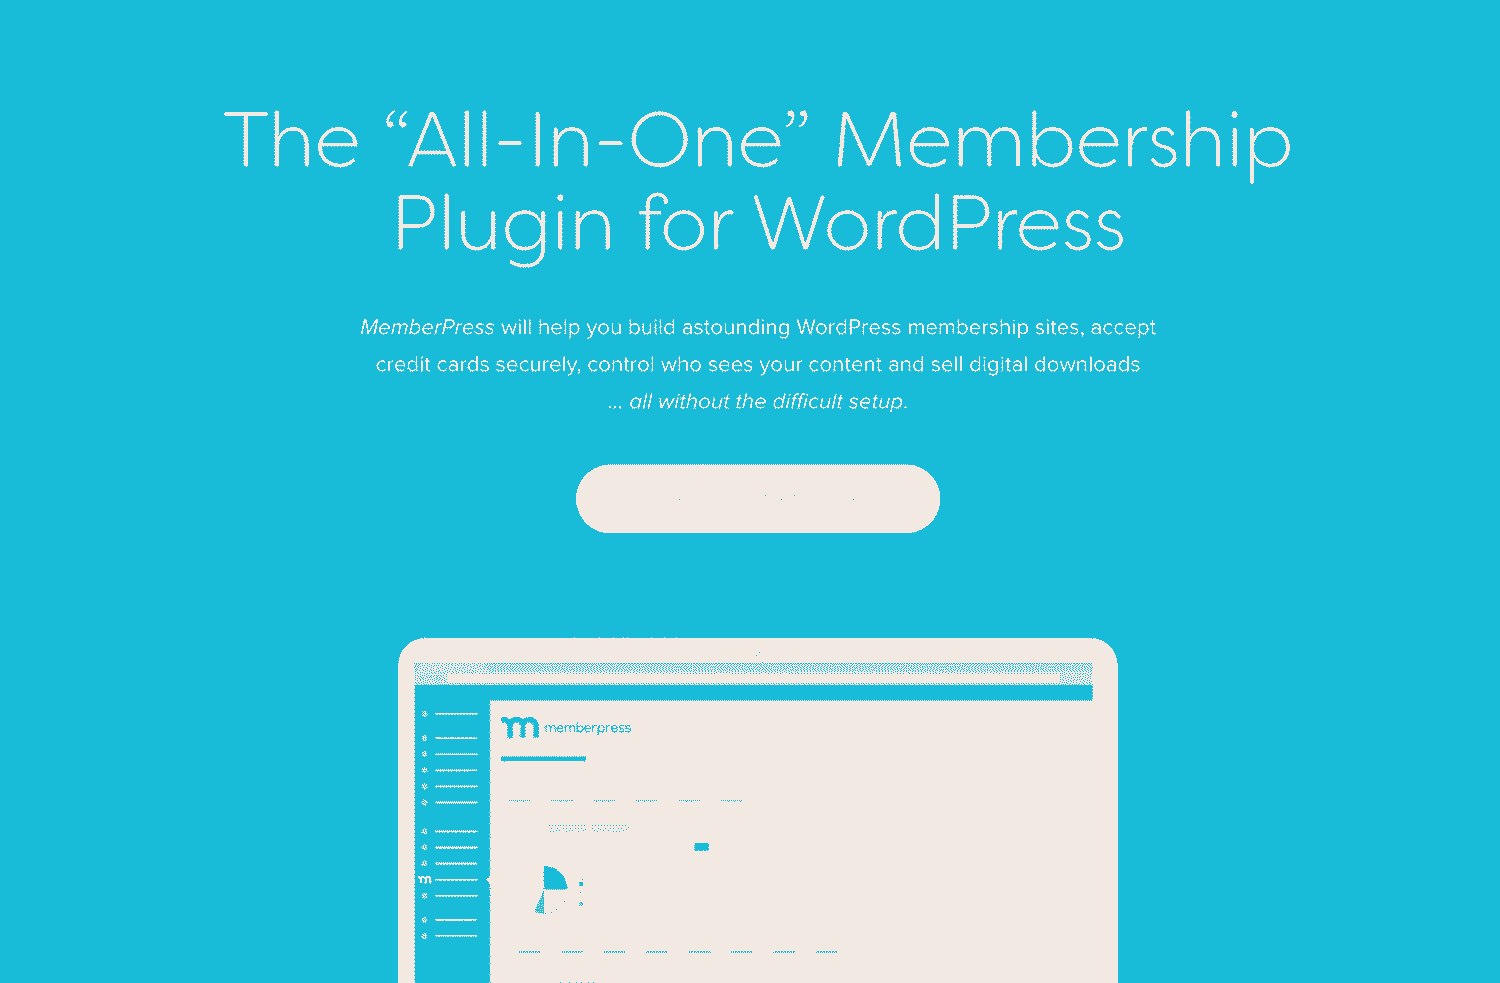 The “All-In-One” Membership
Plugin for WordPress
MemberPress will help you build astounding WordPress membership sites, accept
credit cards securely, control who sees your content and sell digital downloads
... all without the difficult setup.
m memberpress
m